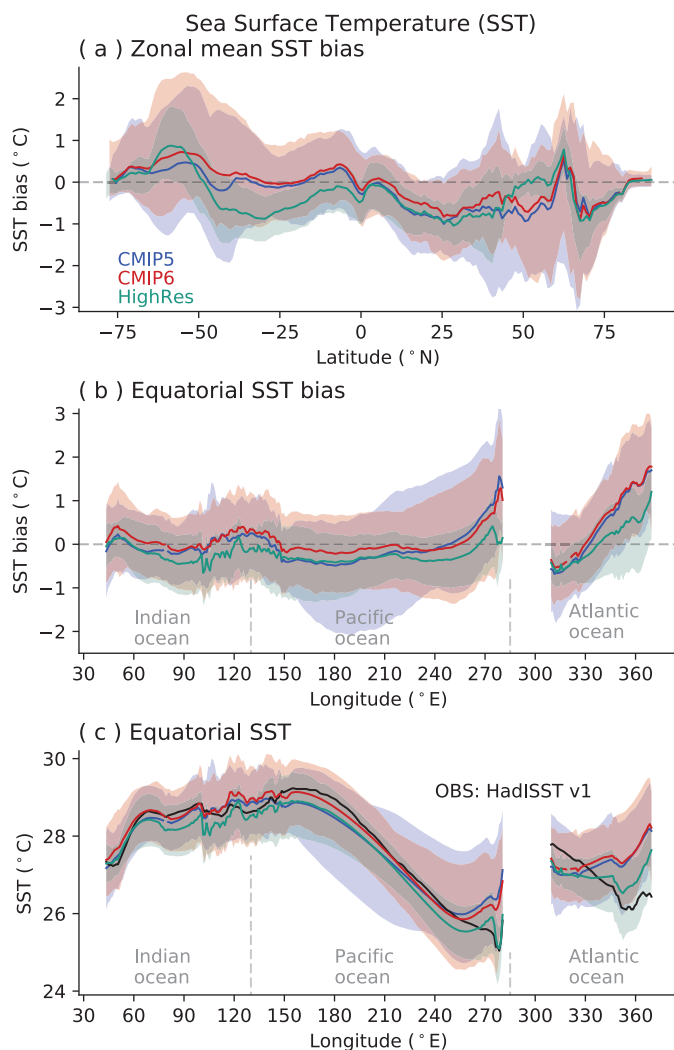 Sea Surface Temperature (SST)
( a ) Zonal mean SST bias
2
1
0
−1
−2
−3
SST bias (°C)
CMIP5
CMIP6
HighRes
−75 −50 −25 0 25 50 75
Latitude (°N)
( b ) Equatorial SST bias
3
2
1
0
−1
−2
SST bias (°C)
Indian Pacific Atlantic
ocean ocean ocean
30 60 90 120 150 180 210 240 270 300 330 360
Longitude (°E)
( c ) Equatorial SST
30
28
26
24
SST (°C)
OBS: HadISST v1
Indian Pacific Atlantic
ocean ocean ocean
30 60 90 120 150 180 210 240 270 300 330 360
Longitude (°E)